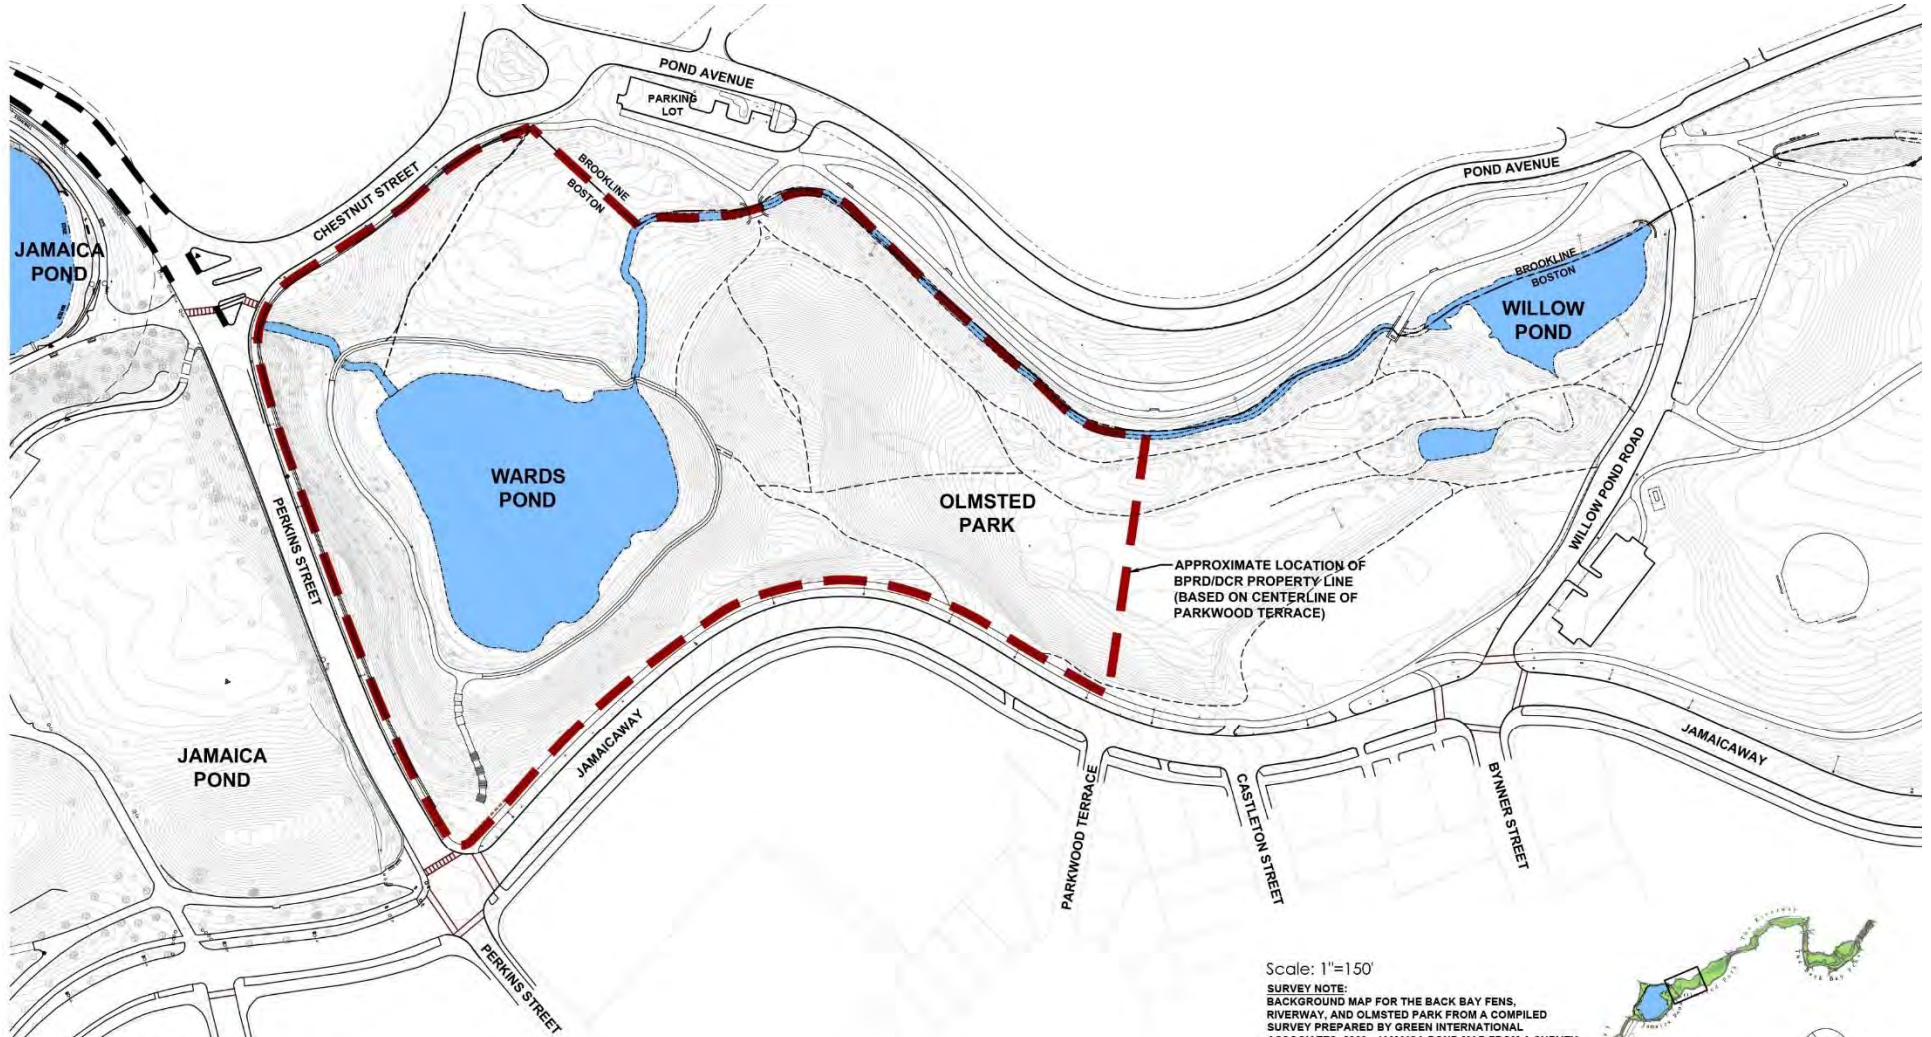 POND AVENUE
PARKING
LOT
CHESTNUT STREET
BROOKLINE
BOSTON
POND AVENUE
JAMAICA
POND
BROOKLINE
BOSTON
WILLOW
POND
WARDS
POND
OLMSTED
PARK
PERKINS STREET
WILLOW POND ROAD
APPROXIMATE LOCATION OF
BPRD/DCR PROPERTY LINE
(BASED ON CENTERLINE OF
PARKWOOD TERRACE)
JAMAICAWAY
JAMAICA
POND
JAMAICAWAY
PARKWOOD TERRACE
CASTLETON STREET
BYNNER STREET
PERKINS STREET
Scale: 1"=150'
SURVEY NOTE:
BACKGROUND MAP FOR THE BACK BAY FENS,
RIVERWAY, AND OLMSTED PARK FROM A COMPILED
SURVEY PREPARED BY GREEN INTERNATIONAL
The Riverway